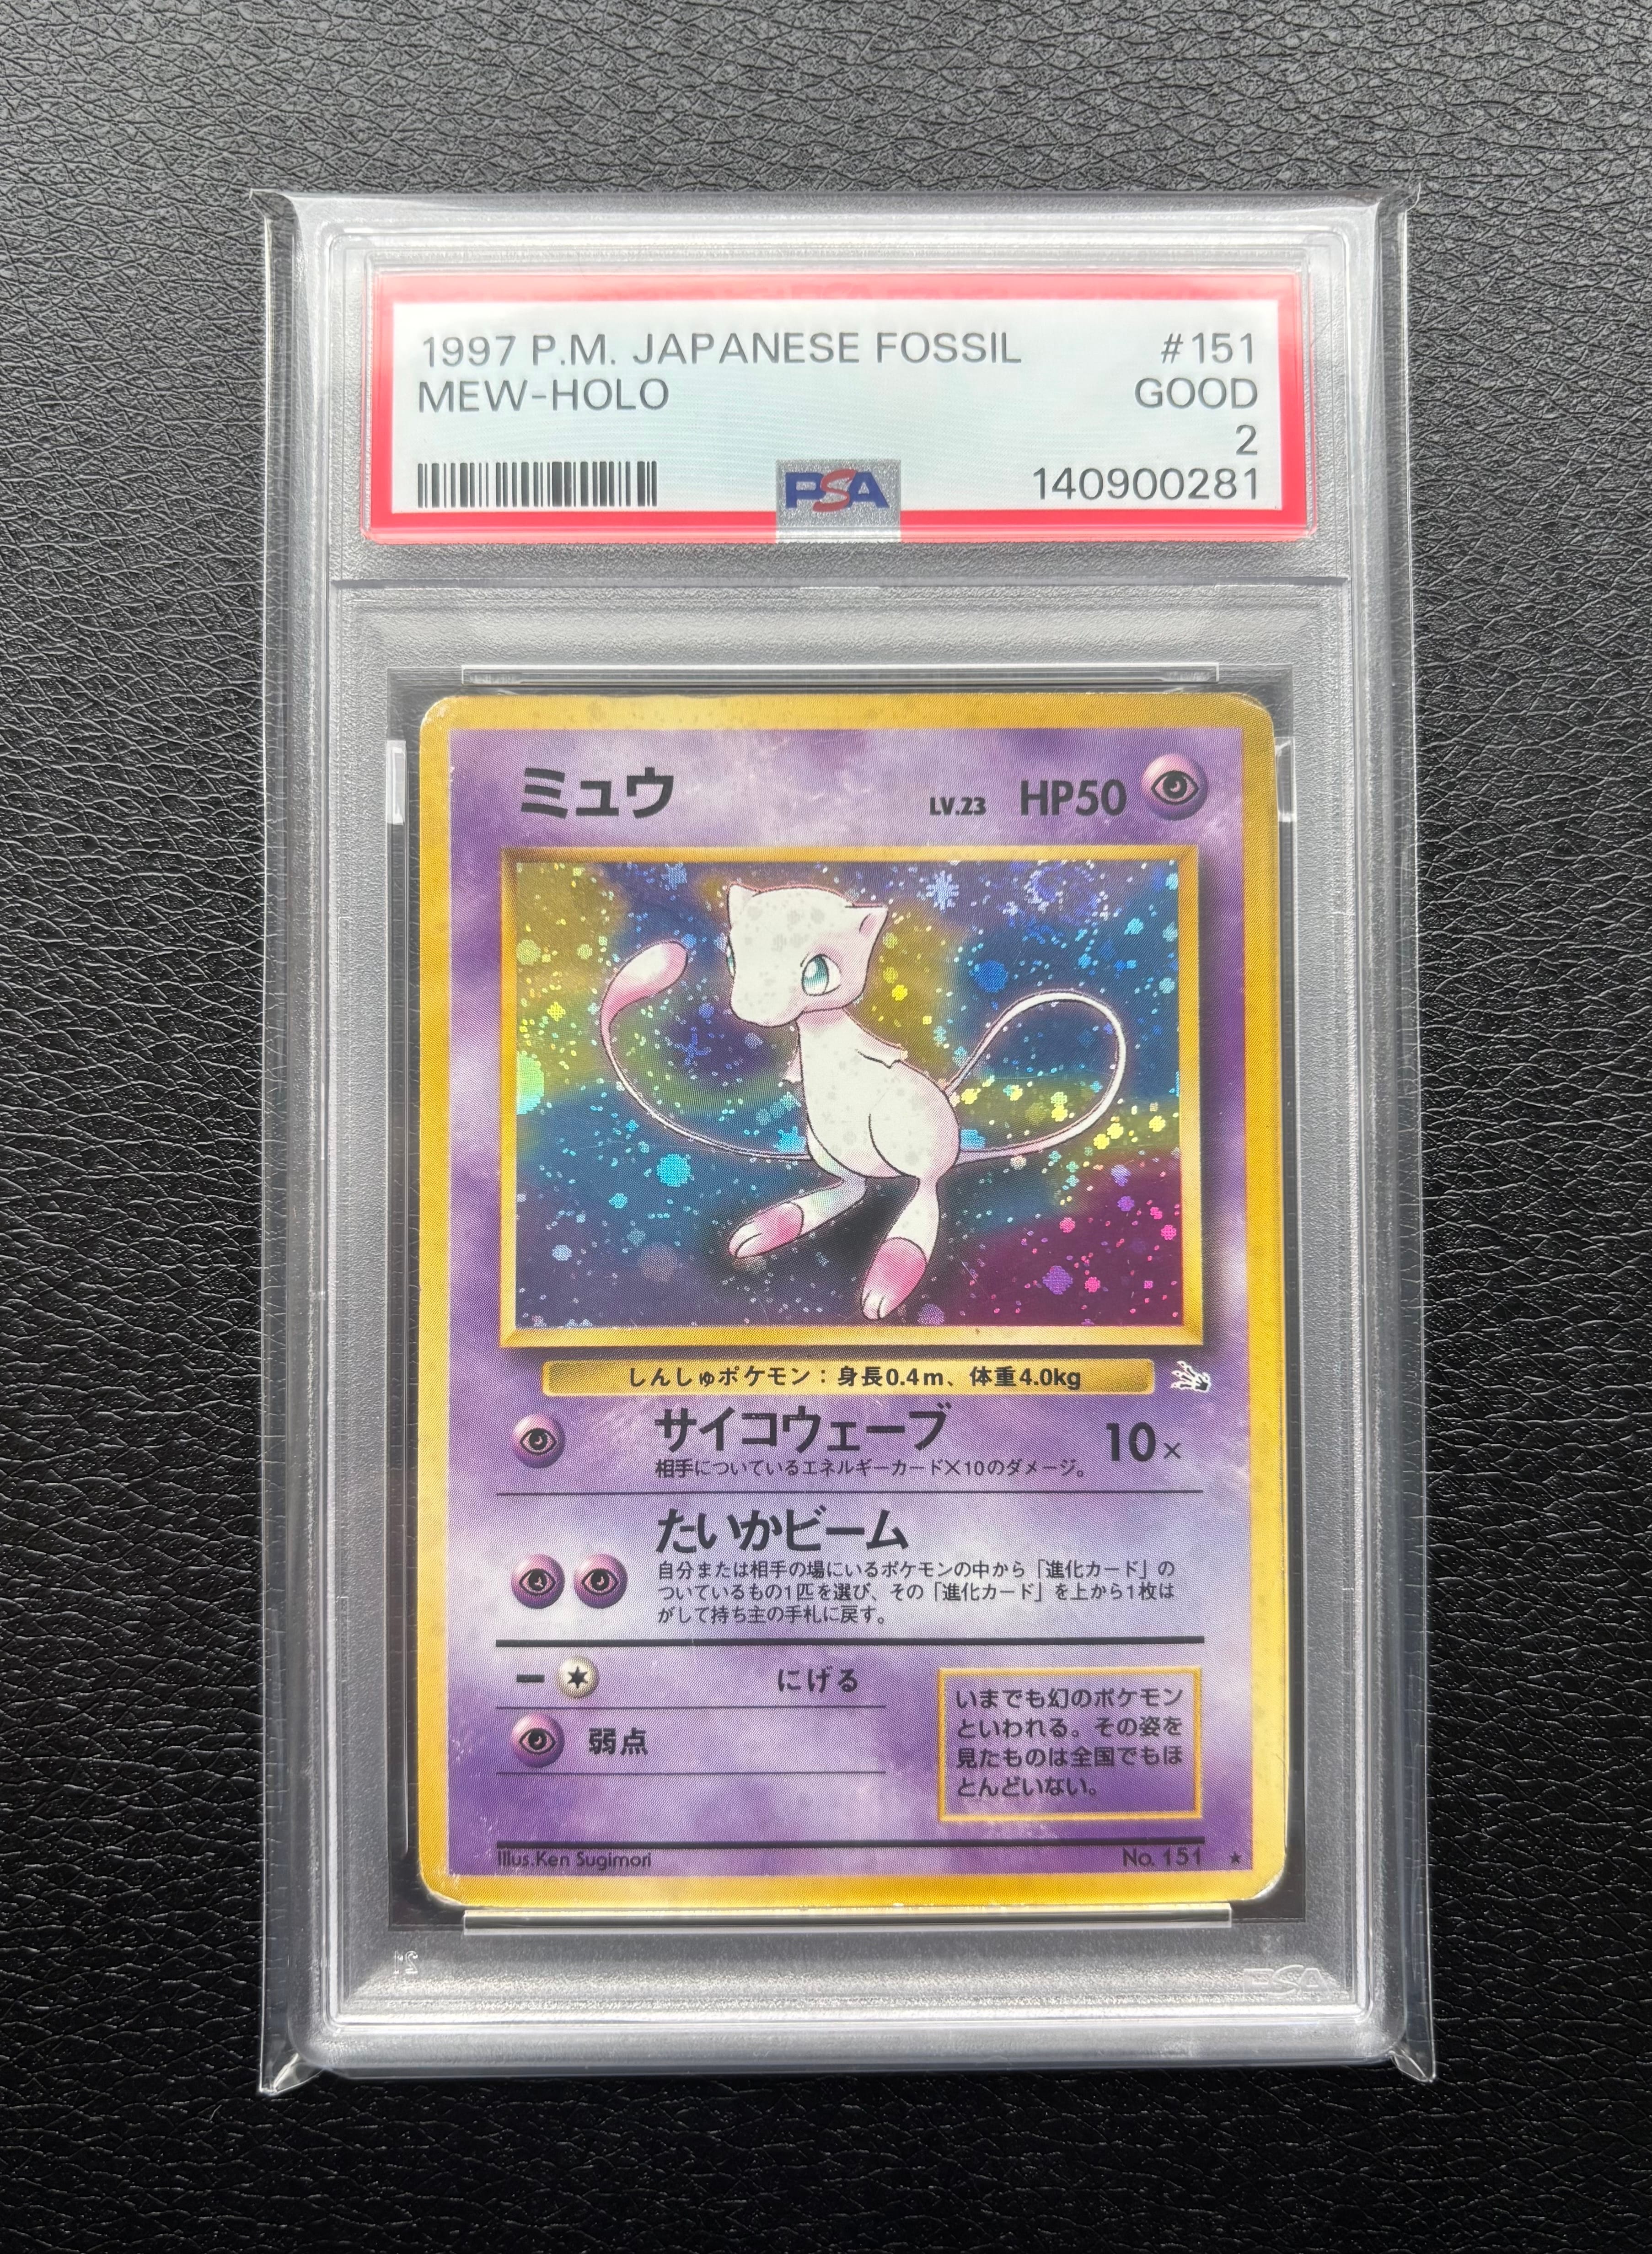 1997 P.M. JAPANESE FOSSIL #151
MEW-HOLO GOOD
2
PSA 140900281
ミュウ LV.23 HP50
しんしゅポケモン：身長0.4m、体重4.0kg
サイコウェーブ 10×
相手についているエネルギーカード×10のダメージ。
たいかビーム
自分または相手の場にいるポケモンの中から「進化カード」の
ついているもの1匹を選び、その「進化カード」を上から1枚は
がして持ち主の手札に戻す。
ー にげる
弱点
いまでも幻のポケモン
といわれる。その姿を
見たものは全国でもほ
とんどいない。
Illus.Ken Sugimori No. 151 ★
PSA